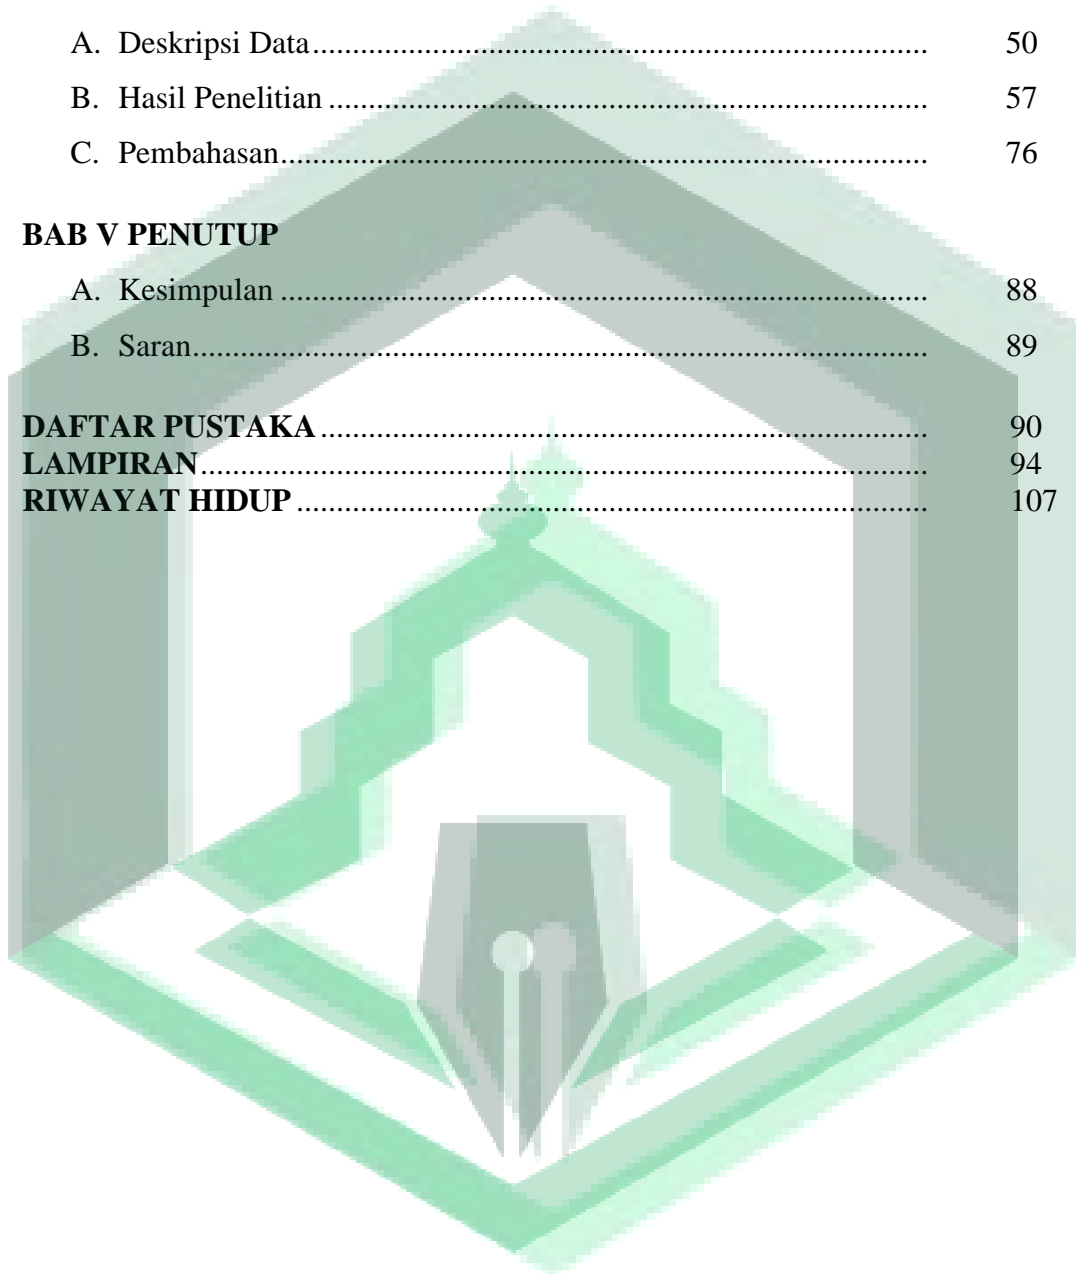 A. Deskripsi Data............................................................................. 50
B. Hasil Penelitian ........................................................................... 57
C. Pembahasan................................................................................. 76
BAB V PENUTUP
A. Kesimpulan ................................................................................. 88
B. Saran............................................................................................ 89
DAFTAR PUSTAKA ............................................................................ 90
LAMPIRAN........................................................................................... 94
RIWAYAT HIDUP ............................................................................... 107